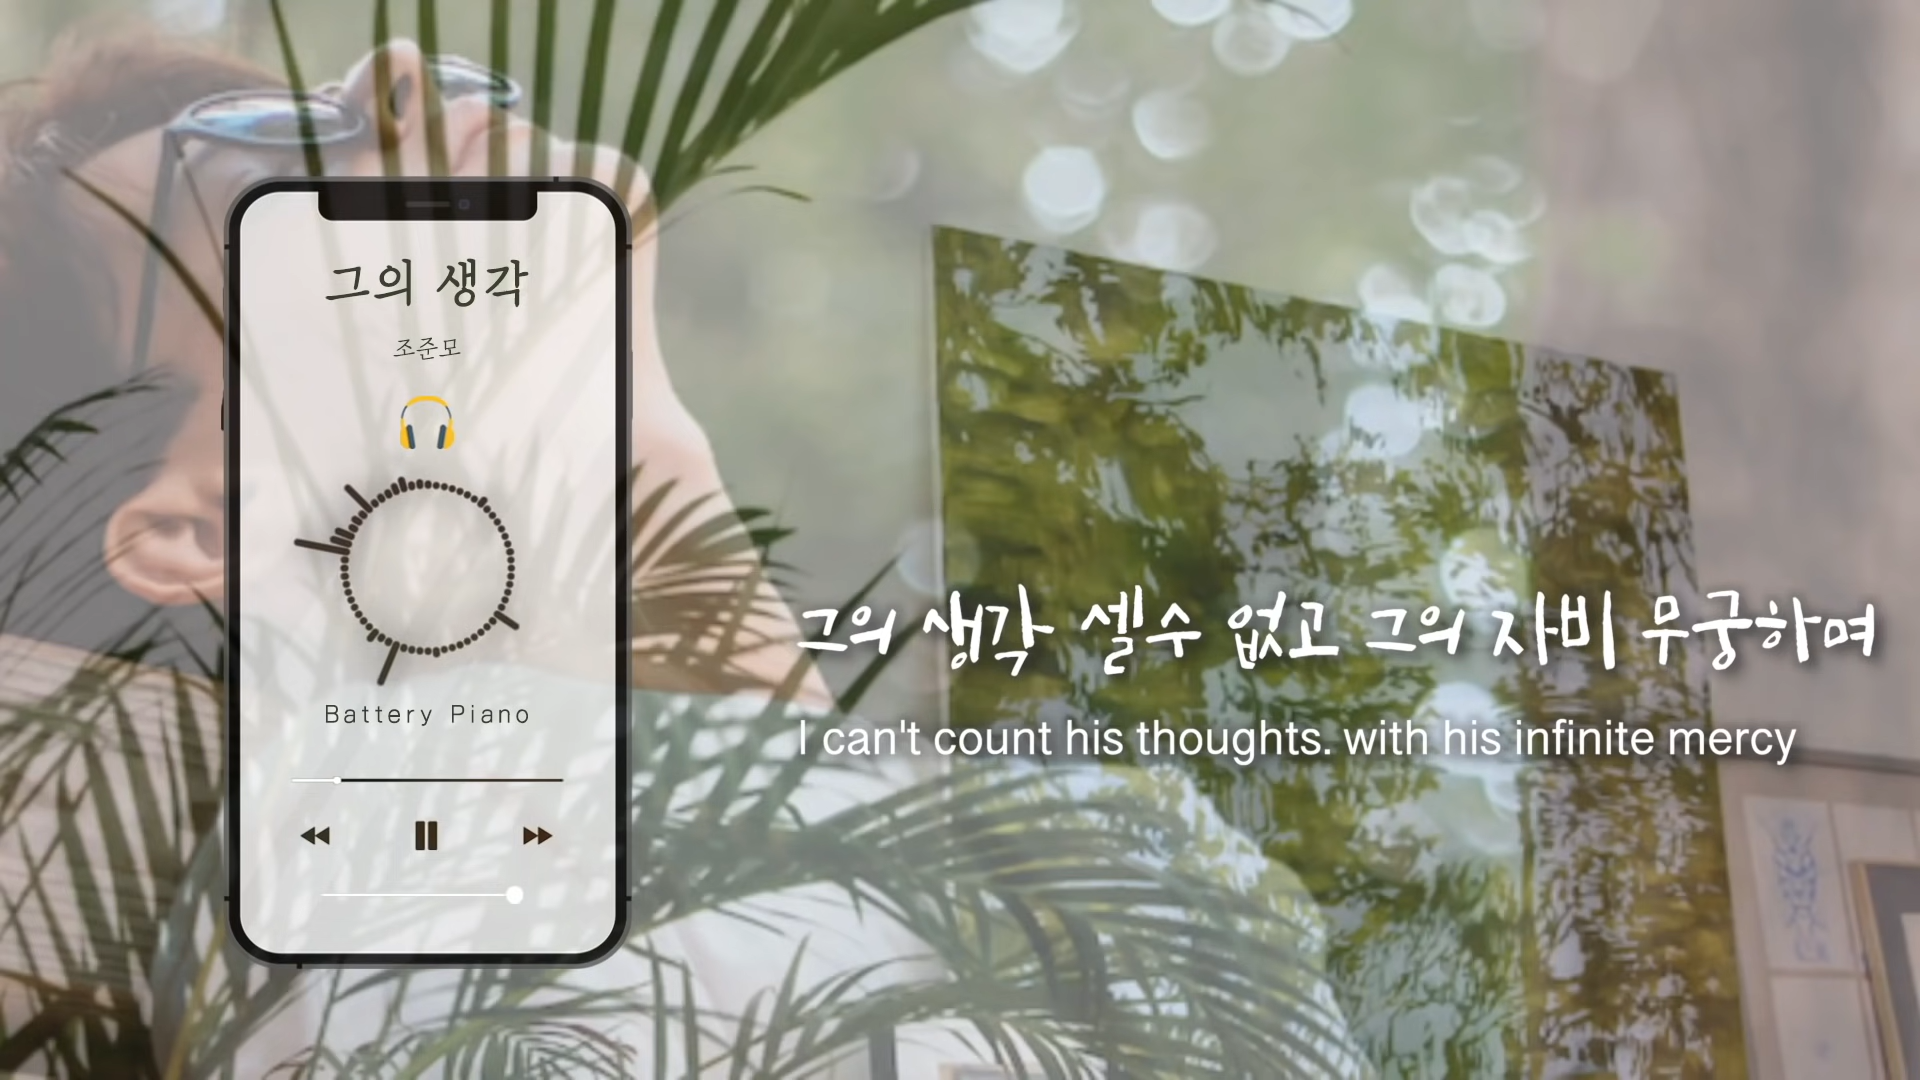 그의 생각
조준모
Battery Piano
그의 생각 셀수 없고 그의 자비 무궁하며
I can't count his thoughts. with his infinite mercy